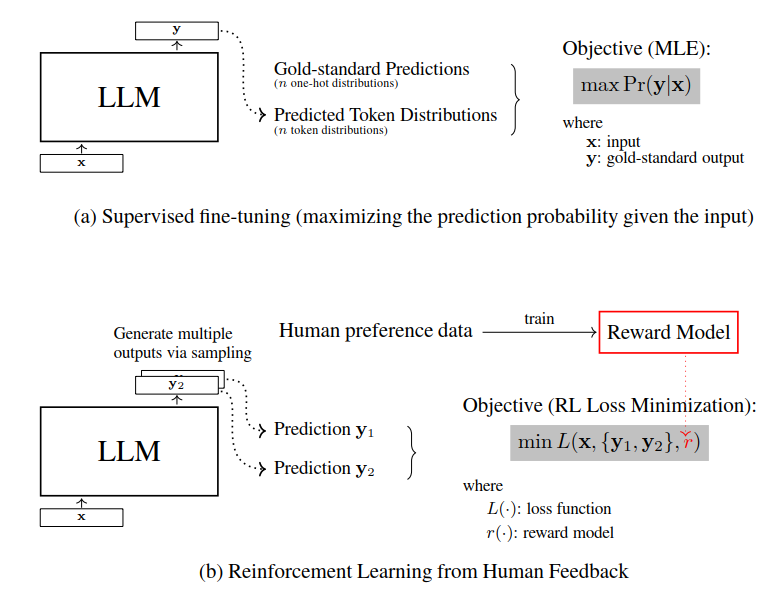 y
LLM
x
Gold-standard Predictions
(n one-hot distributions)
Predicted Token Distributions
(n token distributions)
Objective (MLE):
max Pr(y|x)
where
x: input
y: gold-standard output
(a) Supervised fine-tuning (maximizing the prediction probability given the input)
Generate multiple
outputs via sampling
y₂
LLM
x
Human preference data
train
Reward Model
Prediction y₁
Prediction y₂
Objective (RL Loss Minimization):
min L(x, {y₁, y₂}, r)
where
L(·): loss function
r(·): reward model
(b) Reinforcement Learning from Human Feedback